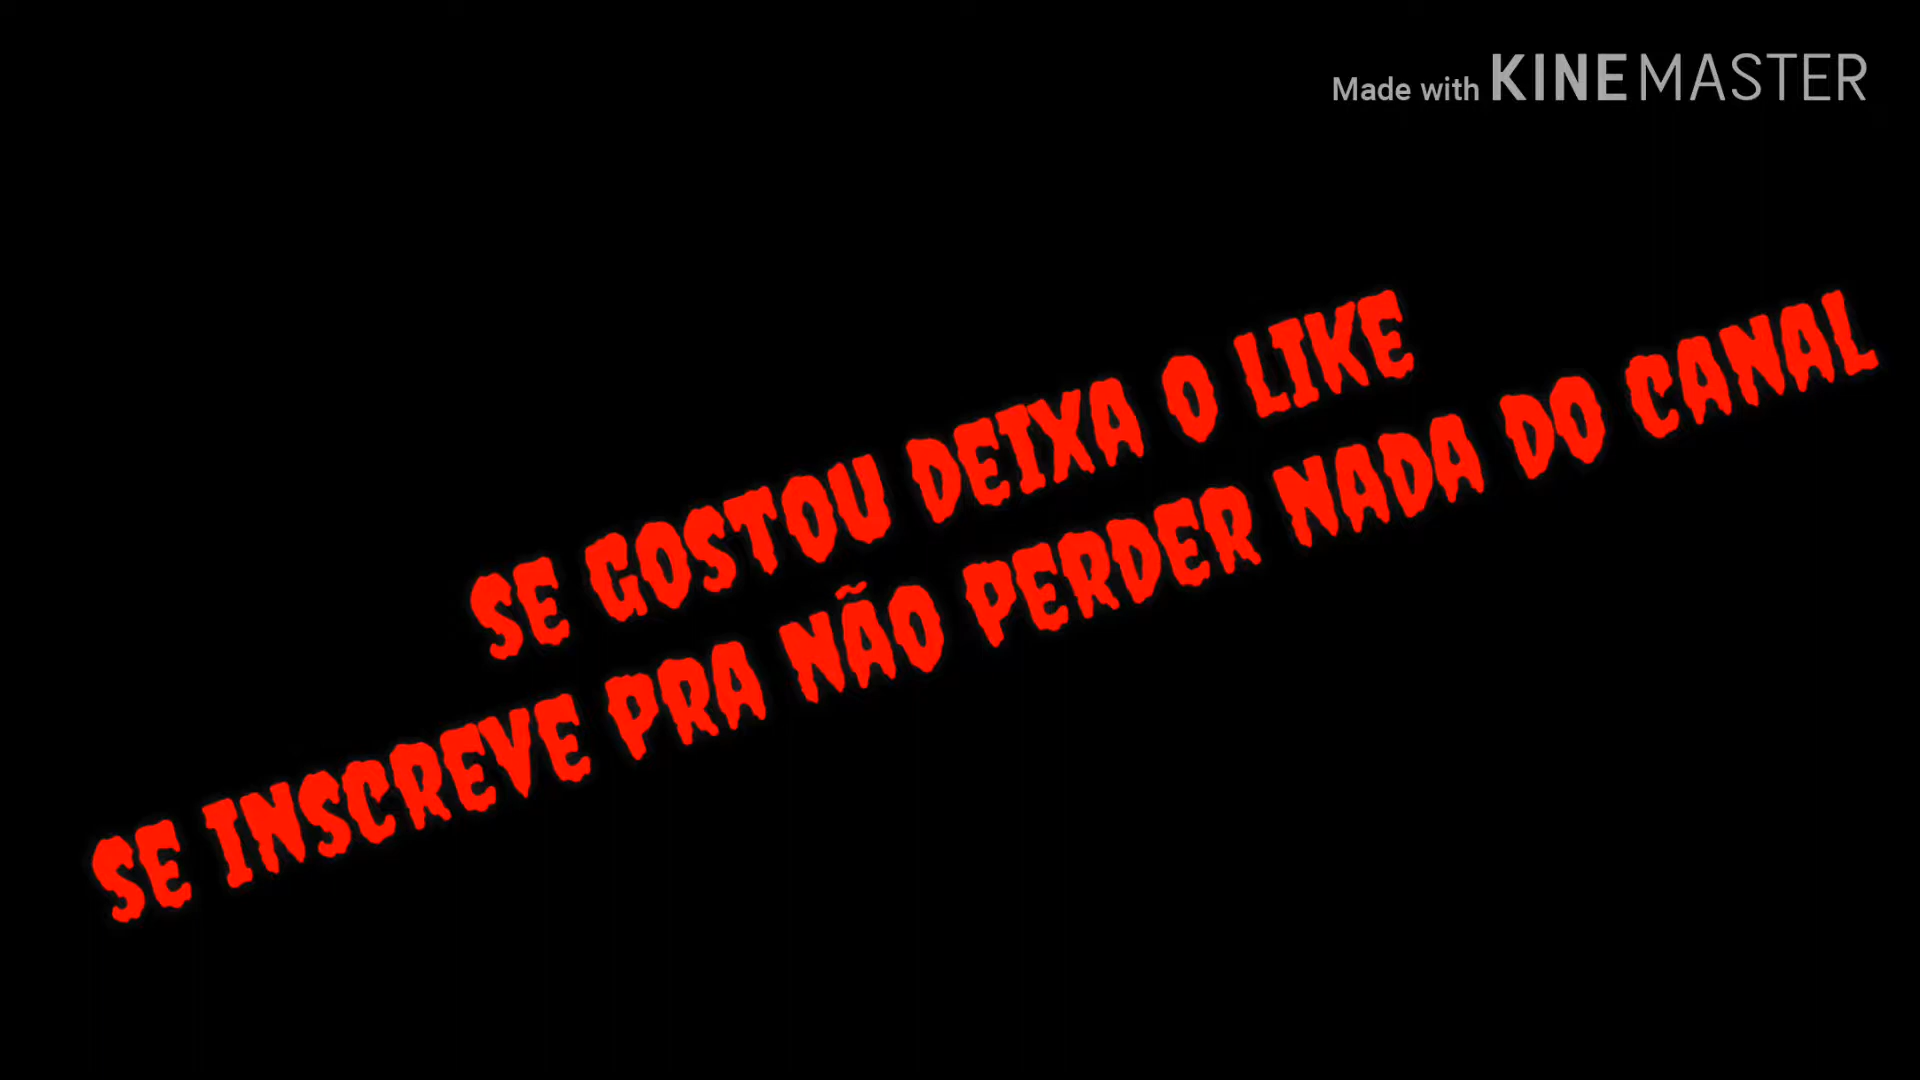 Made with KINEMASTER
SE GOSTOU DEIXA O LIKE
SE INSCREVE PRA NÃO PERDER NADA DO CANAL